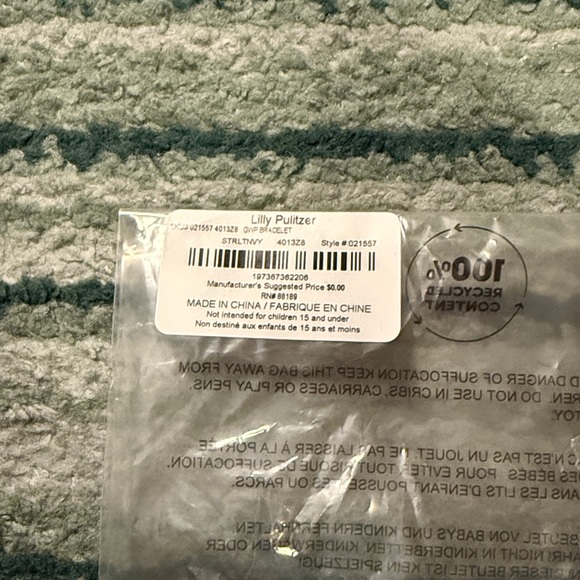 Lilly Pulitzer
021557 4013Z8 GWP BRACELET
STRLTNVY 4013Z8 Style # 021557
197367362206
Manufacturer's Suggested Price $0.00
RN# 88189
MADE IN CHINA / FABRIQUE EN CHINE
Not intended for children 15 and under
Non destiné aux enfants de 15 ans et moins
100%
RECYCLED
CONTENT
DANGER OF SUFFOCATION KEEP THIS BAG AWAY FROM
REN. DO NOT USE IN CRIBS, CARRIAGES OR PLAY PENS.
TOY.
C N'EST PAS UN JOUET. NE PAS LAISSER À LA PORTÉE
DES BÉBÉS POUR ÉVITER TOUT RISQUE DE SUFFOCATION.
ANS LES LITS D'ENFANT POUSSETTES OU PARCS.
BEUTEL VON BABYS UND KINDERN FERNHALTEN
AHR! NICHT IN KINDERBETTEN, KINDERWAGEN ODER
DIESER BEUTEL IST KEIN SPIELZEUG!